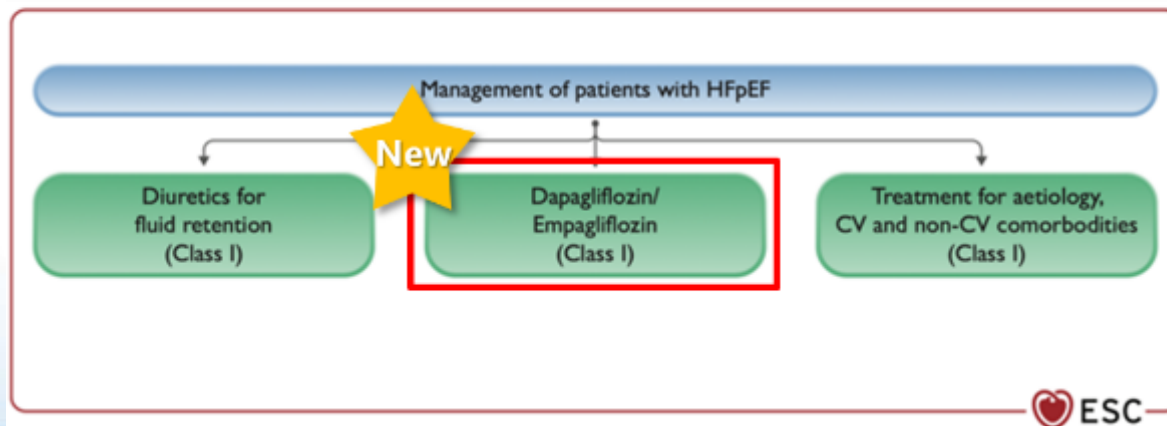 Management of patients with HFpEF
New
Diuretics for
fluid retention
(Class I)
Dapagliflozin/
Empagliflozin
(Class I)
Treatment for aetiology,
CV and non-CV comorbodities
(Class I)
ESC